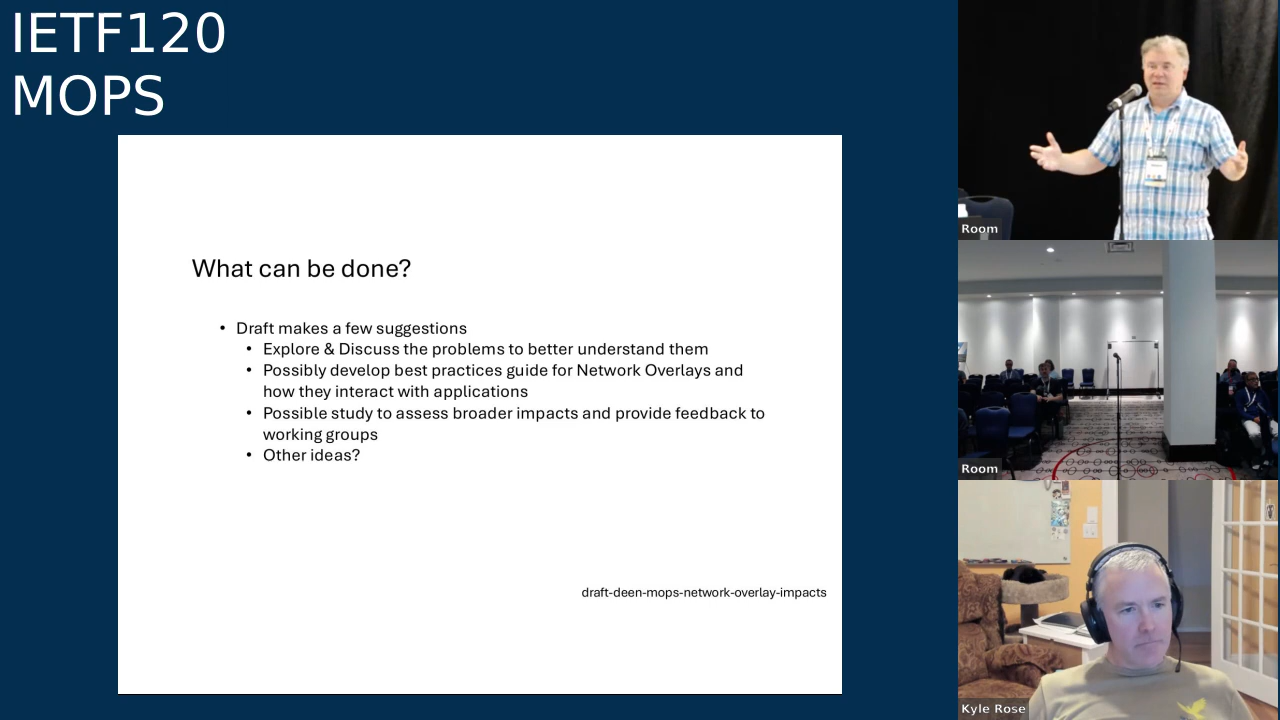 IETF120
MOPS
What can be done?
• Draft makes a few suggestions
• Explore & Discuss the problems to better understand them
• Possibly develop best practices guide for Network Overlays and
how they interact with applications
• Possible study to assess broader impacts and provide feedback to
working groups
• Other ideas?
draft-deen-mops-network-overlay-impacts
Room
Room
Kyle Rose